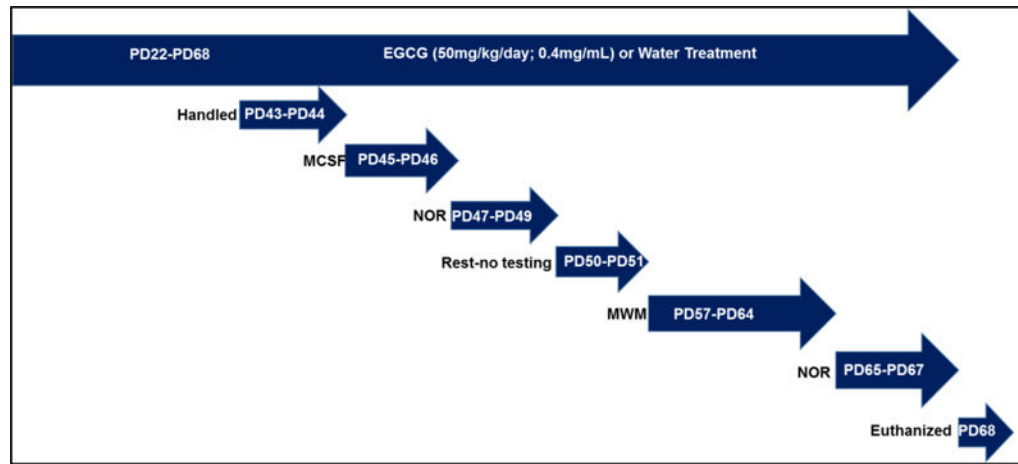 PD22-PD68 EGCG (50mg/kg/day; 0.4mg/mL) or Water Treatment
Handled PD43-PD44
MCSF PD45-PD46
NOR PD47-PD49
Rest-no testing PD50-PD51
MWM PD57-PD64
NOR PD65-PD67
Euthanized PD68